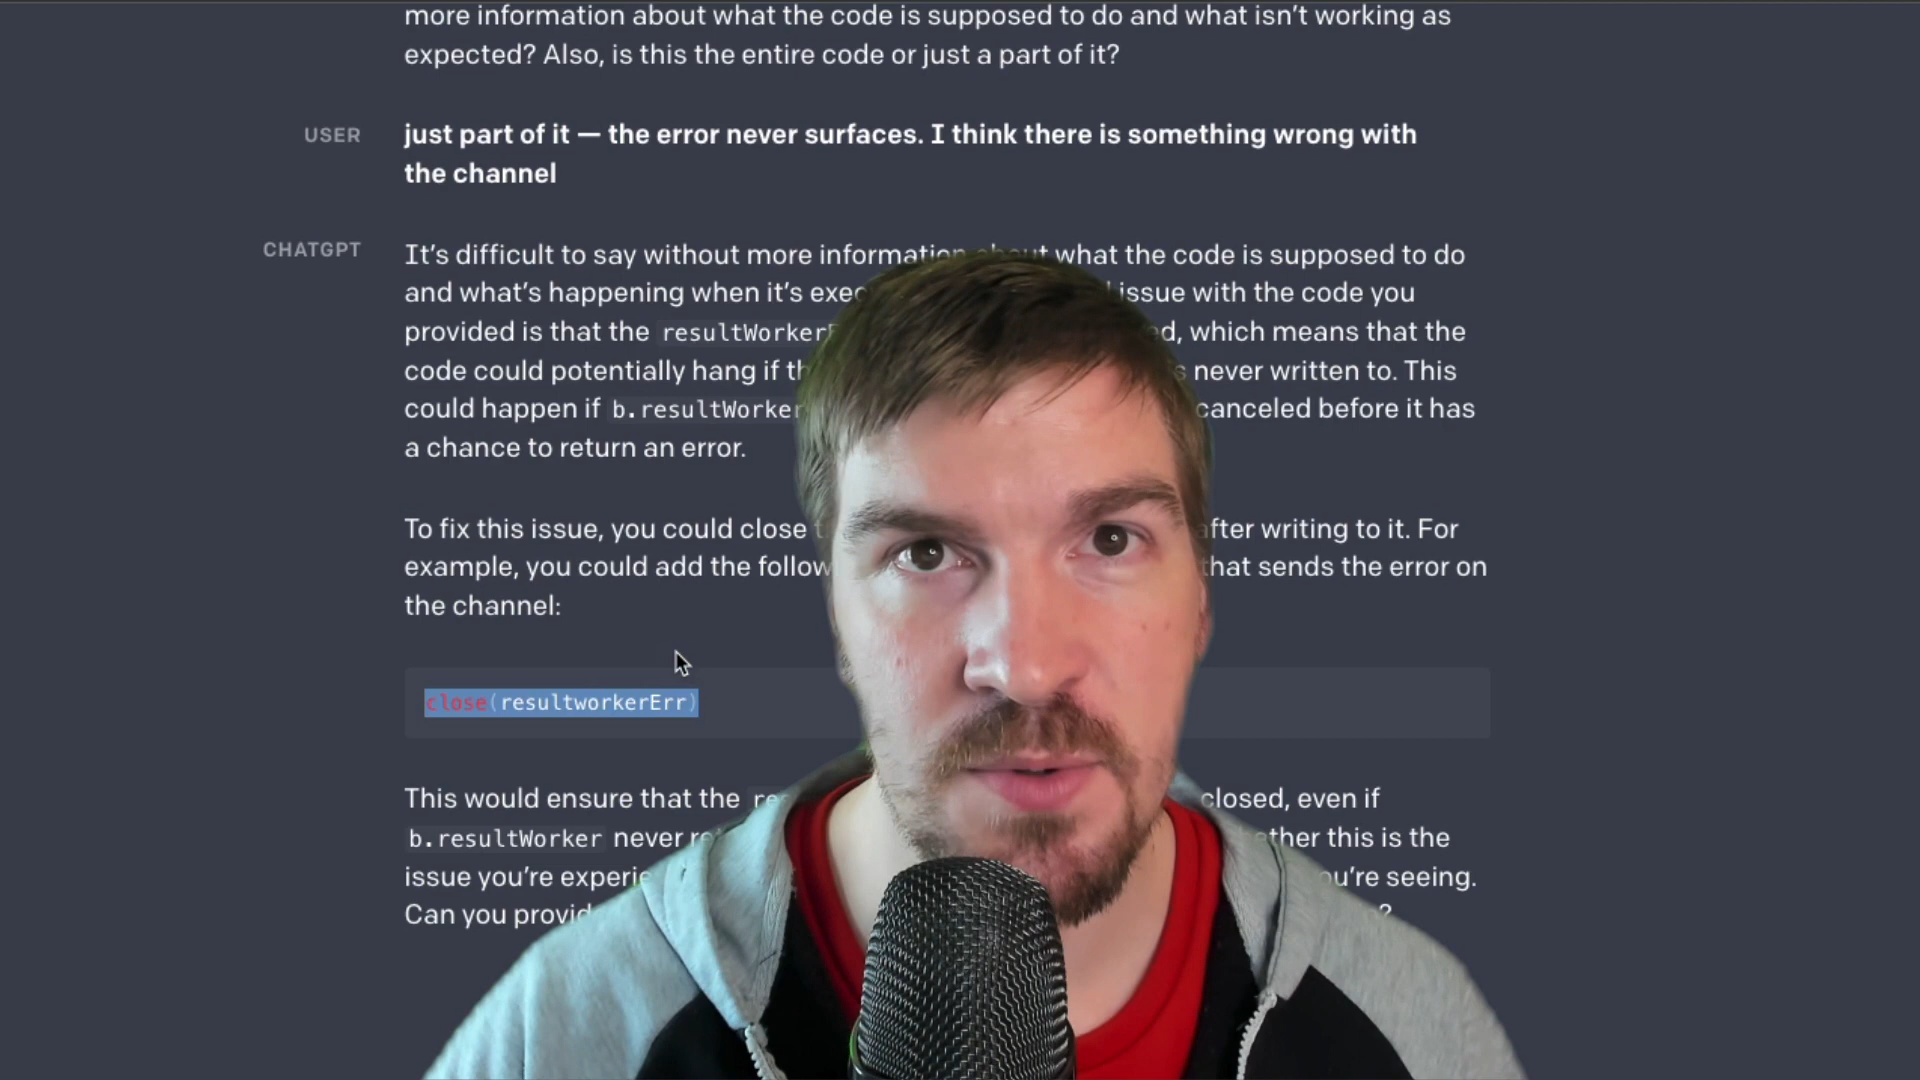 more information about what the code is supposed to do and what isn't working as
expected? Also, is this the entire code or just a part of it?
USER
just part of it — the error never surfaces. I think there is something wrong with
the channel
CHATGPT
It's difficult to say without more information about what the code is supposed to do
and what's happening when it's issue with the code you
provided is that the which means that the
code could potentially hang if never written to. This
could happen if b.resultWorker canceled before it has
a chance to return an error.
To fix this issue, you could close after writing to it. For
example, you could add the that sends the error on
the channel:
close(resultworkerErr)
This would ensure that the closed, even if
b.resultWorker never this is the
issue you're seeing.
Can you